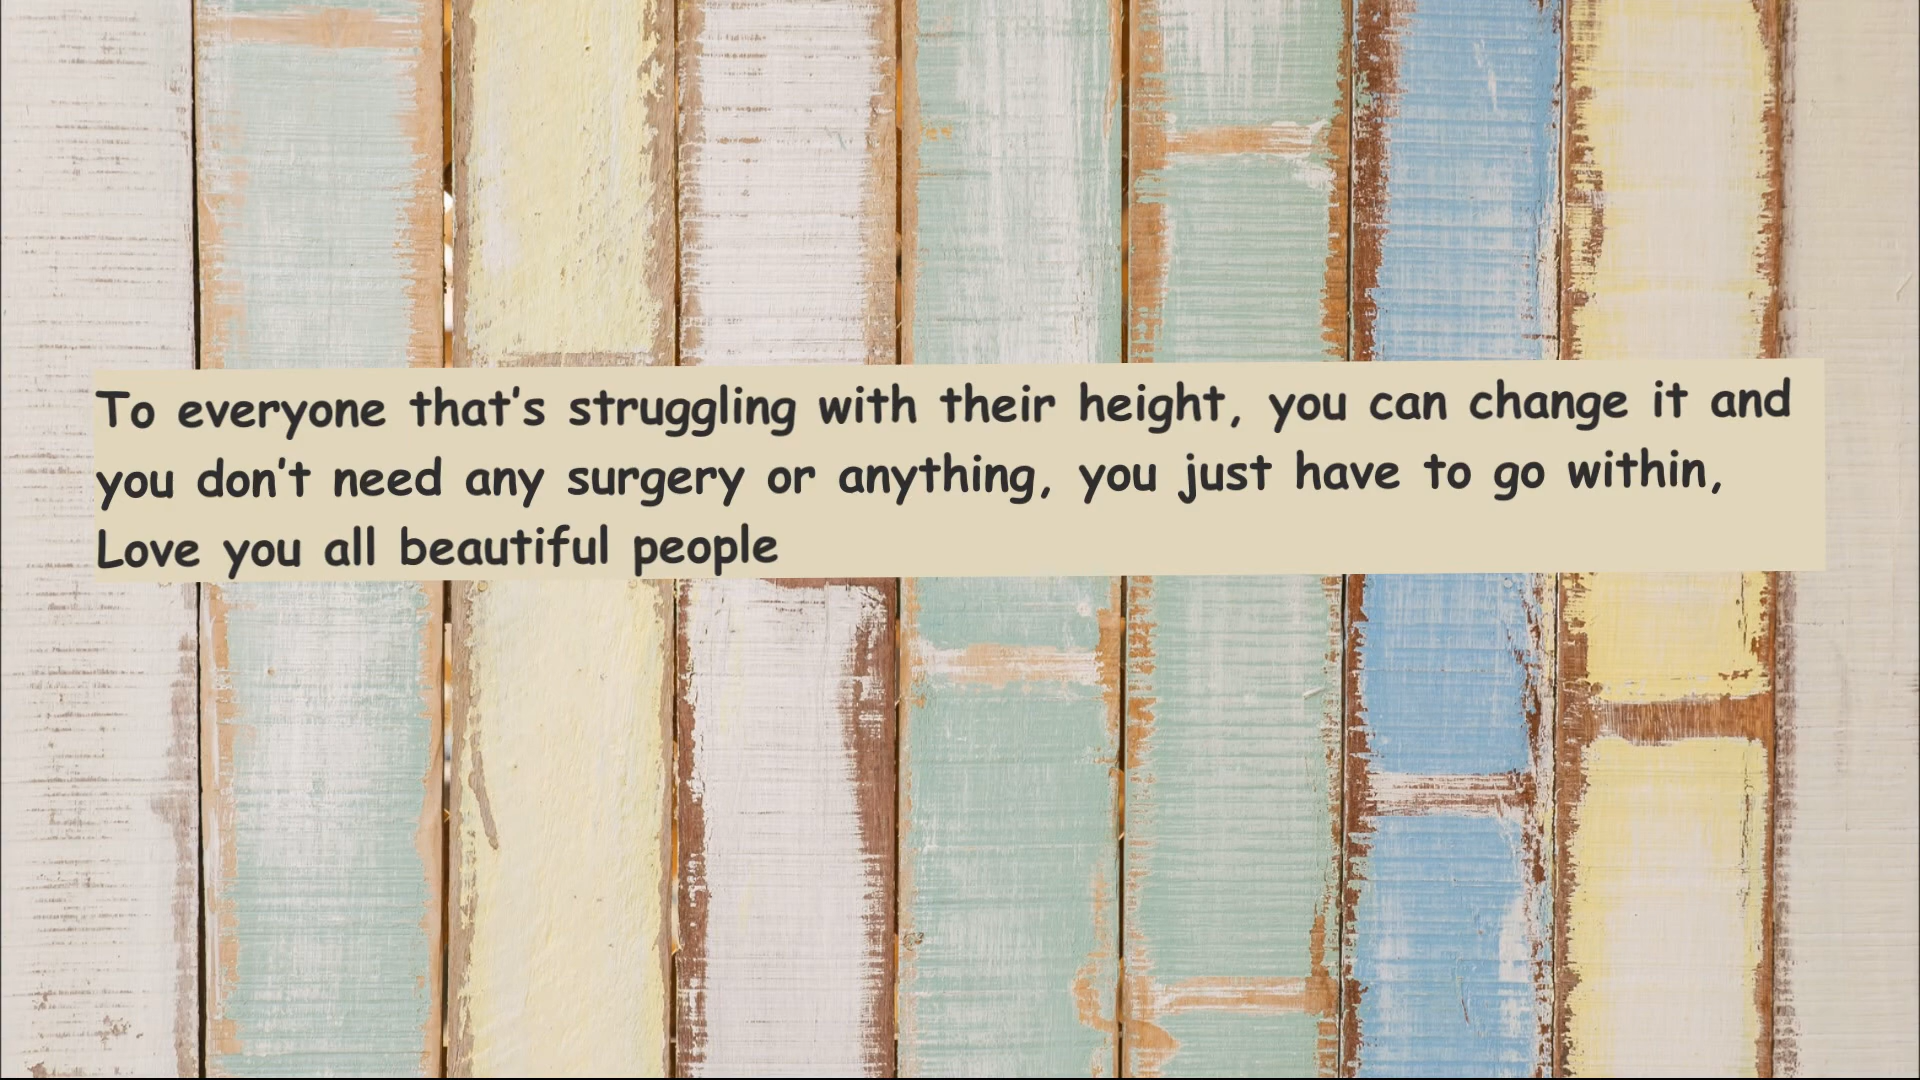 To everyone that's struggling with their height, you can change it and
you don't need any surgery or anything, you just have to go within,
Love you all beautiful people